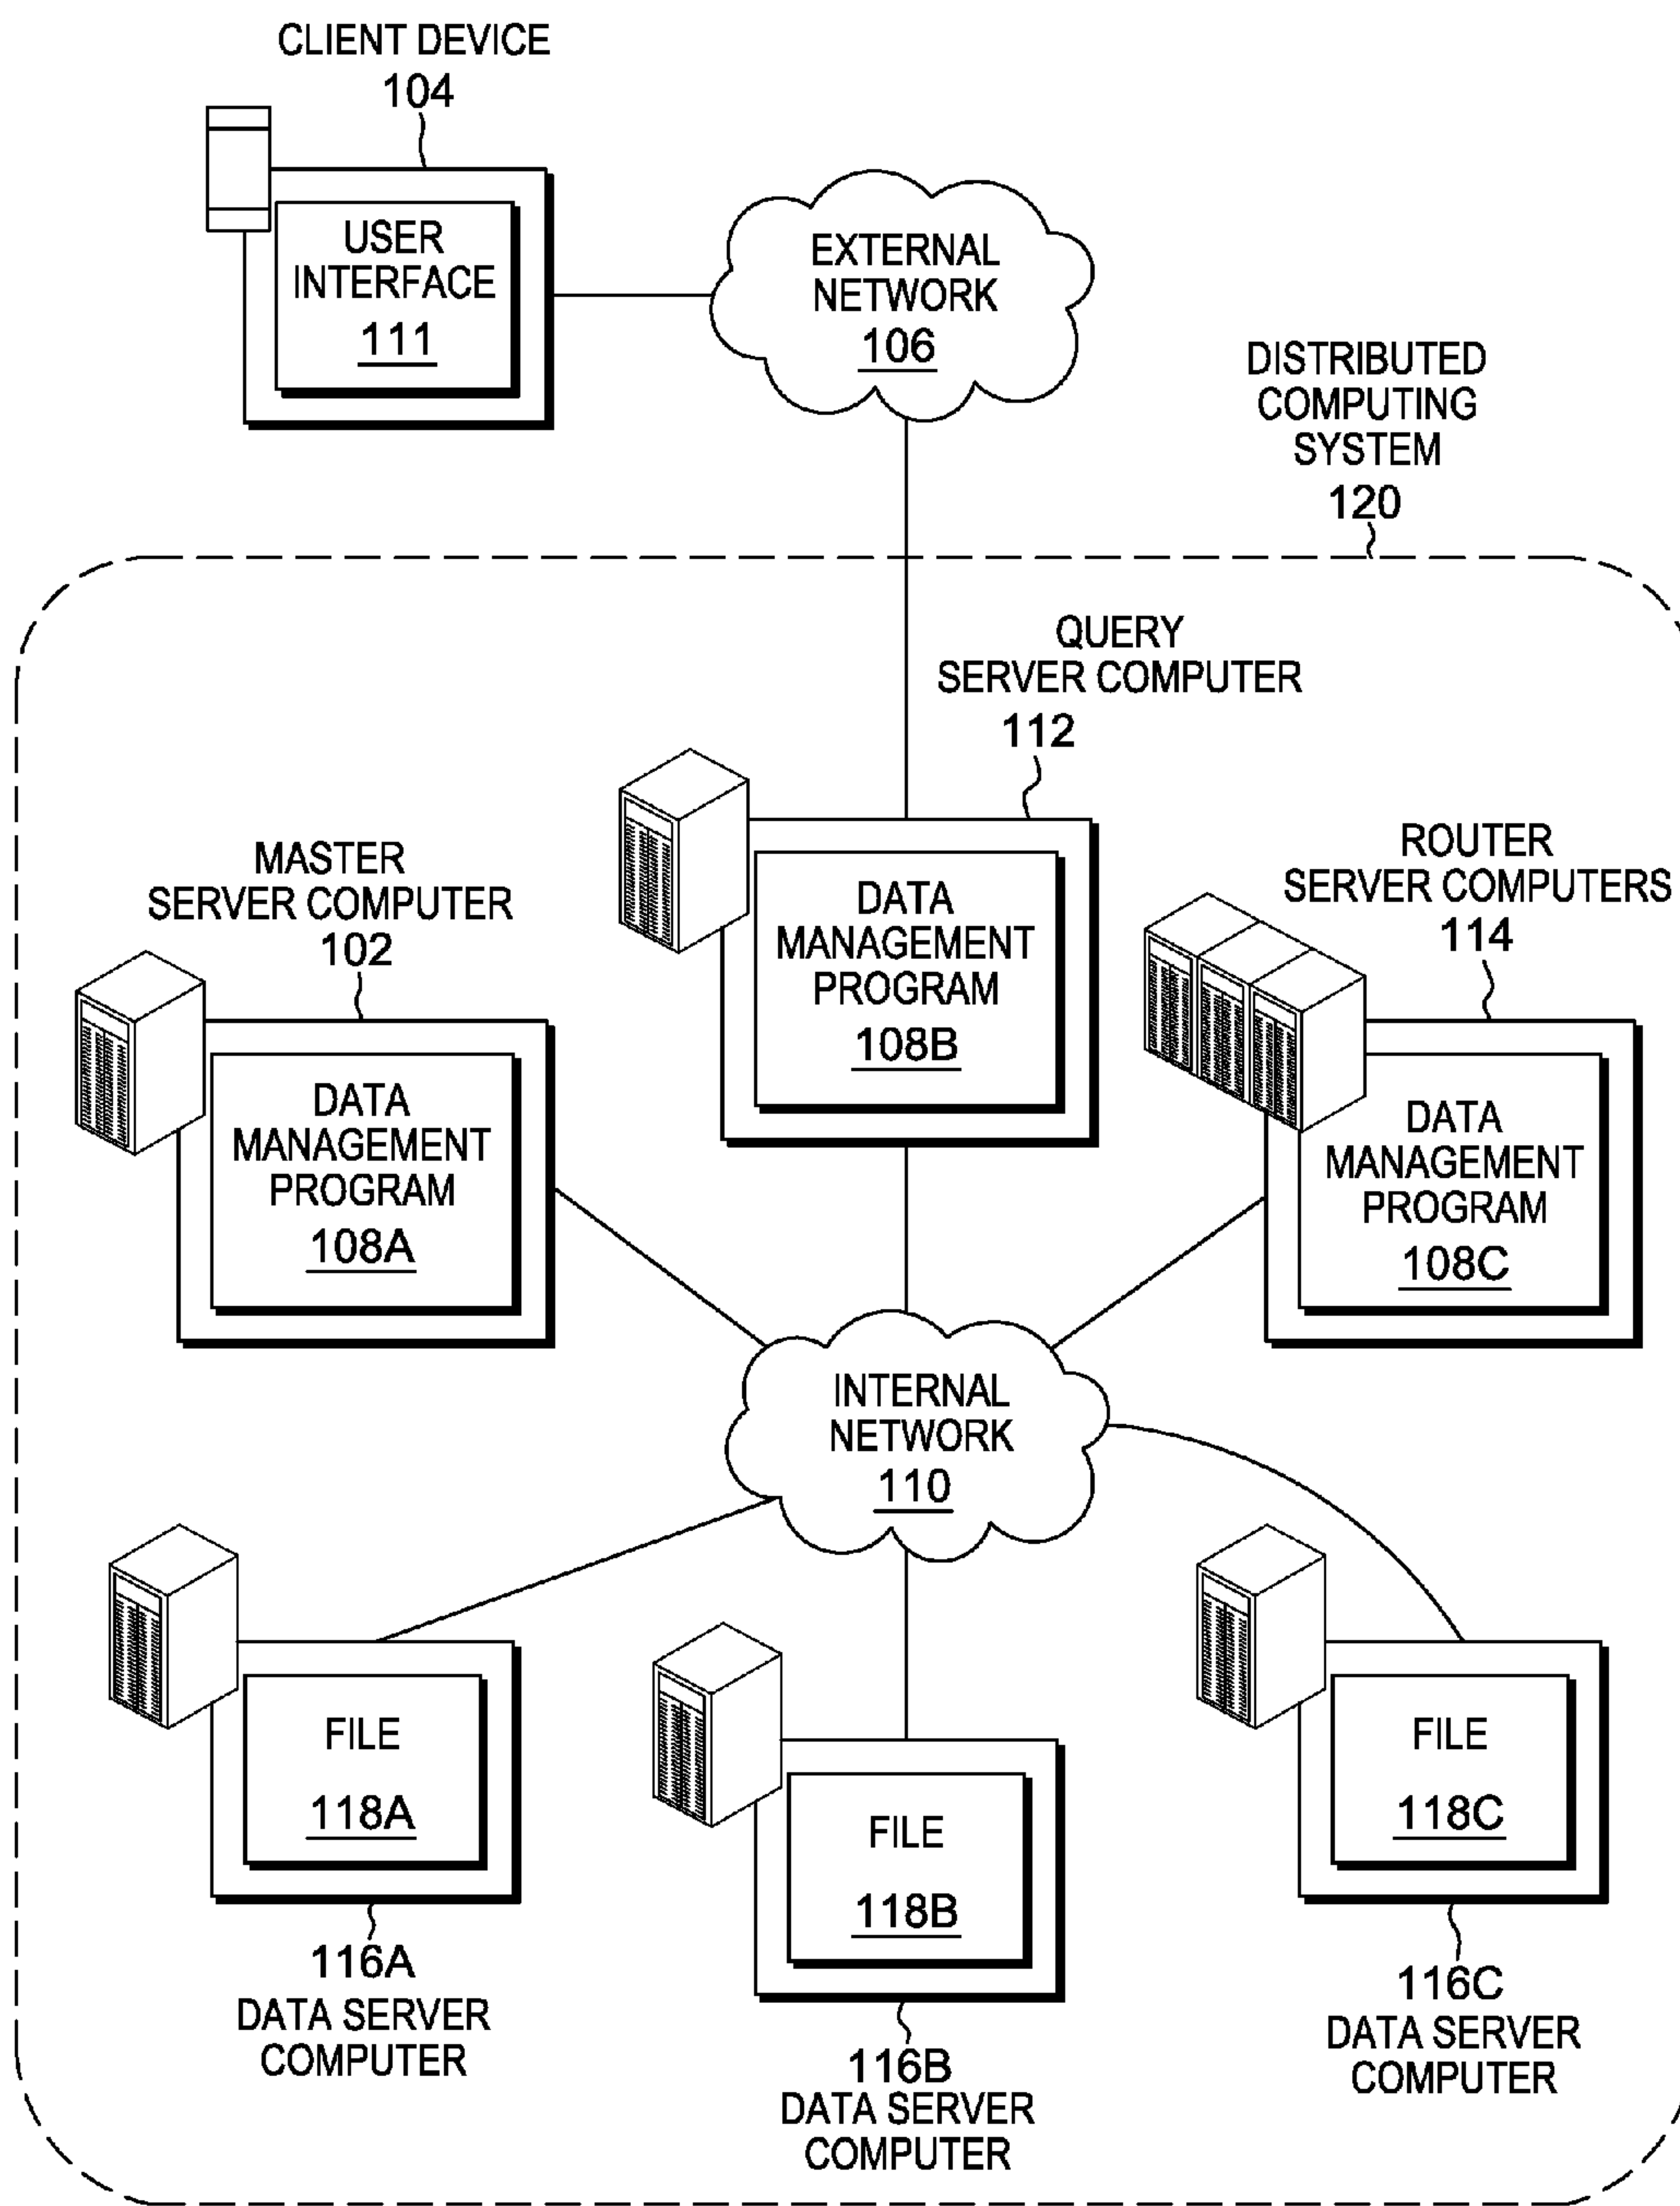 CLIENT DEVICE
104
USER
INTERFACE
111
EXTERNAL
NETWORK
106
DISTRIBUTED
COMPUTING
SYSTEM
120
QUERY
SERVER COMPUTER
112
DATA
MANAGEMENT
PROGRAM
108B
MASTER
SERVER COMPUTER
102
DATA
MANAGEMENT
PROGRAM
108A
ROUTER
SERVER COMPUTERS
114
DATA
MANAGEMENT
PROGRAM
108C
INTERNAL
NETWORK
110
FILE
118A
116A
DATA SERVER
COMPUTER
FILE
118B
116B
DATA SERVER
COMPUTER
FILE
118C
116C
DATA SERVER
COMPUTER